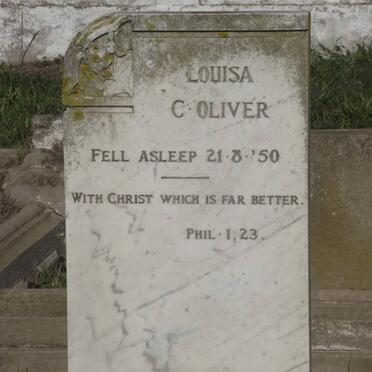 LOUISA
C. OLIVER
FELL ASLEEP 21·8·'50
WITH CHRIST WHICH IS FAR BETTER.
PHIL·1,23.